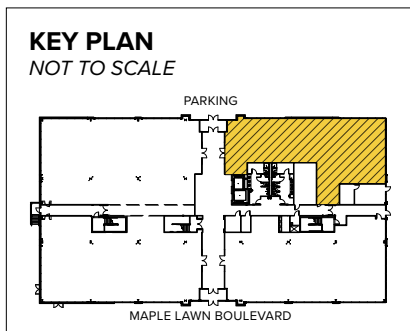 KEY PLAN
NOT TO SCALE
PARKING
MAPLE LAWN BOULEVARD